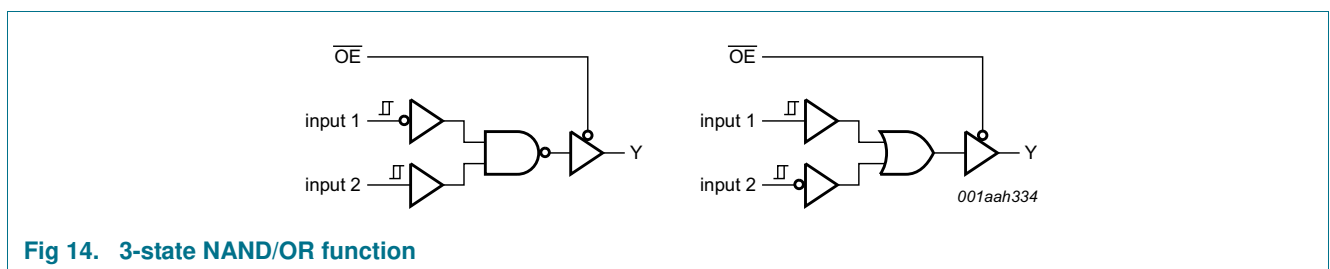 OE
OE
input 1
Y
input 2
input 1
Y
input 2
001aah334
Fig 14. 3-state NAND/OR function